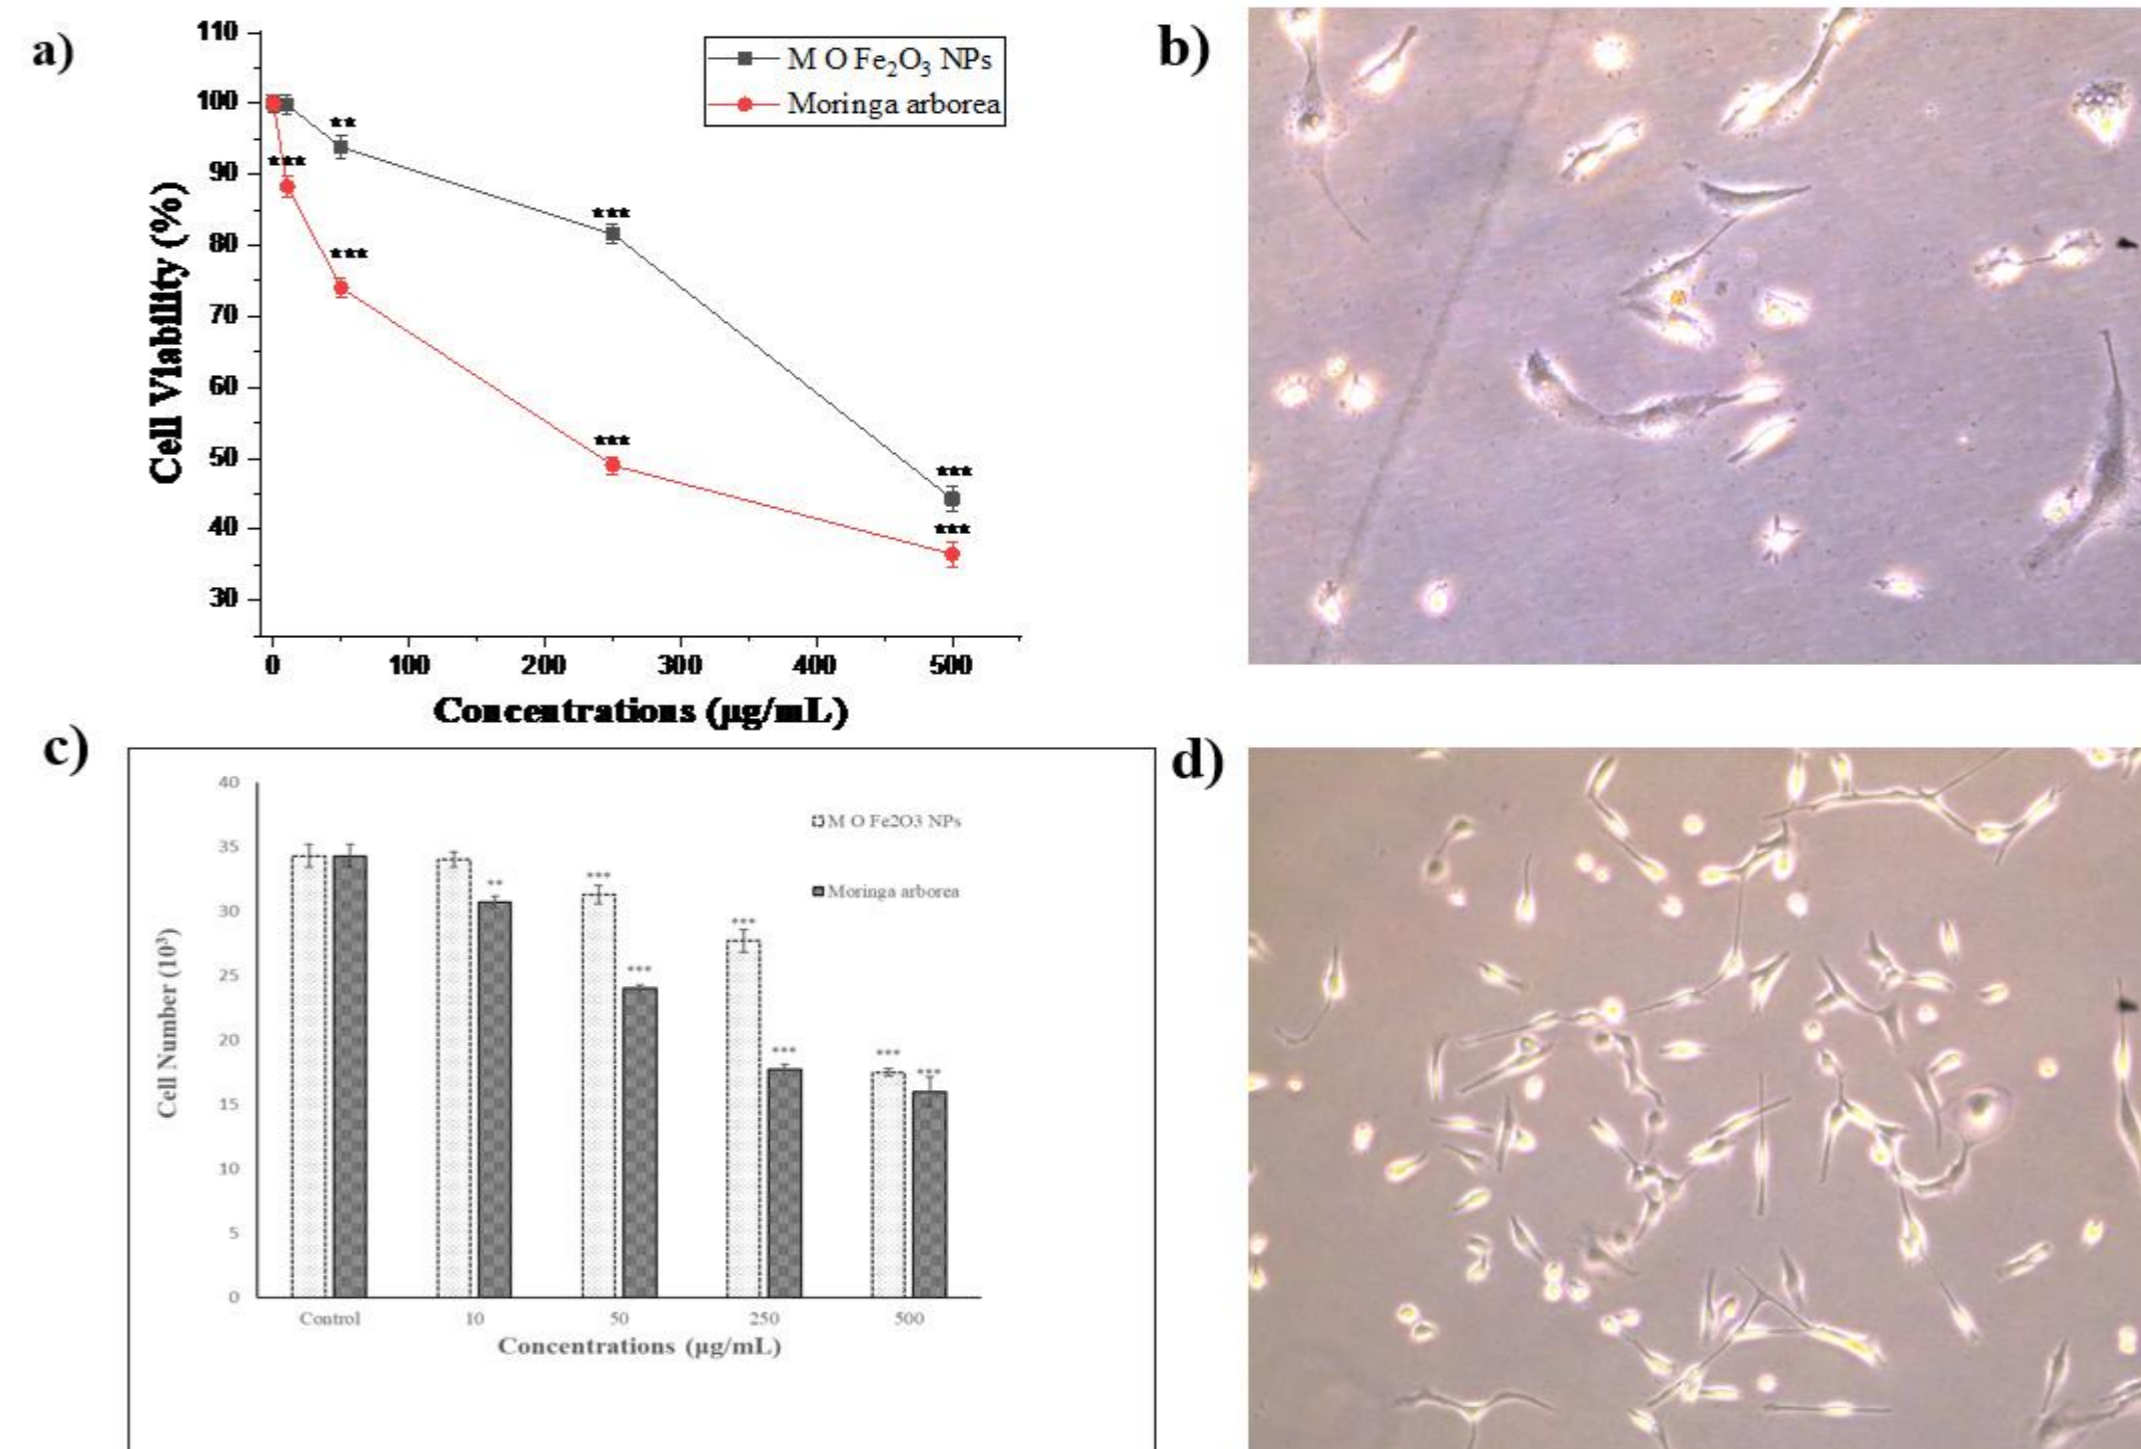 a)
110
100
90
80
70
60
50
40
30
Cell Viability (%)
M O Fe₂O₃ NPs
Moringa arborea
**
***
***
***
***
***
***
0 100 200 300 400 500
Concentrations (µg/mL)
b)
c)
40
35
30
25
20
15
10
5
0
Cell Number (10³)
M O Fe2O3 NPs
Moringa arborea
**
***
***
***
***
***
***
Control 10 50 250 500
Concentrations (µg/mL)
d)